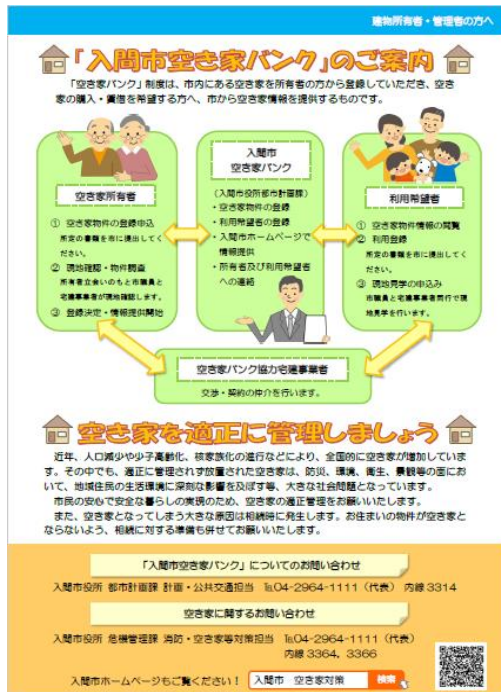 建物所有者・管理者の方へ
「入間市空き家バンク」のご案内
「空き家バンク」制度は、市内にある空き家を所有者の方から登録していただき、空き
家の購入・賃借を希望する方へ、市から空き家情報を提供するものです。
空き家所有者
① 空き家物件の登録申込
所定の書類を市に提出してく
ださい。
② 現地確認・物件調査
所有者立会いのもと市職員と
宅建事業者が現地確認します。
③ 登録決定・情報提供開始
入間市
空き家バンク
(入間市役所都市計画課)
・空き家物件の登録
・利用希望者の登録
・入間市ホームページで
情報提供
・所有者及び利用希望者
への連絡
利用希望者
① 空き家物件情報の閲覧
② 利用登録
所定の書類を市に提出してく
ださい。
③ 現地見学の申込み
市職員と宅建事業者同行で現
地見学を行います。
空き家バンク協力宅建事業者
交渉・契約の仲介を行います。
空き家を適正に管理しましょう
近年、人口減少や少子高齢化、核家族化の進行などにより、全国的に空き家が増加していま
す。その中でも、適正に管理されず放置された空き家は、防災、環境、衛生、景観等の面にお
いて、地域住民の生活環境に深刻な影響を及ぼす等、大きな社会問題となっています。
市民の安心で安全な暮らしの実現のため、空き家の適正管理をお願いいたします。
また、空き家となってしまう大きな原因は相続時に発生します。お住まいの物件が空き家と
ならないよう、相続に対する準備も併せてお願いいたします。
「入間市空き家バンク」についてのお問い合わせ
入間市役所 都市計画課 計画・公共交通担当 ℡04-2964-1111(代表) 内線 3314
空き家に関するお問い合わせ
入間市役所 危機管理課 消防・空き家等対策担当 ℡04-2964-1111(代表)
内線 3364、3366
入間市ホームページもご覧ください! 入間市 空き家対策 検索